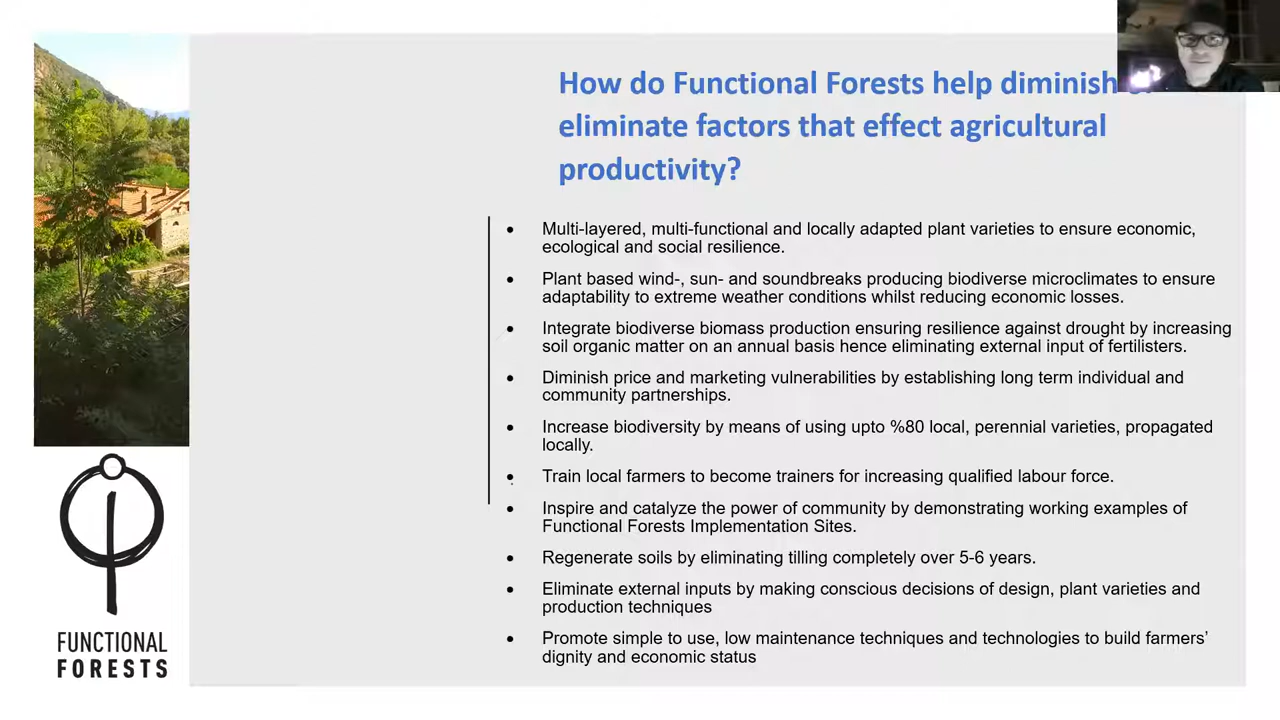 How do Functional Forests help diminish
eliminate factors that effect agricultural
productivity?
• Multi-layered, multi-functional and locally adapted plant varieties to ensure economic,
ecological and social resilience.
• Plant based wind-, sun- and soundbreaks producing biodiverse microclimates to ensure
adaptability to extreme weather conditions whilst reducing economic losses.
• Integrate biodiverse biomass production ensuring resilience against drought by increasing
soil organic matter on an annual basis hence eliminating external input of fertilisters.
• Diminish price and marketing vulnerabilities by establishing long term individual and
community partnerships.
• Increase biodiversity by means of using upto %80 local, perennial varieties, propagated
locally.
• Train local farmers to become trainers for increasing qualified labour force.
• Inspire and catalyze the power of community by demonstrating working examples of
Functional Forests Implementation Sites.
• Regenerate soils by eliminating tilling completely over 5-6 years.
• Eliminate external inputs by making conscious decisions of design, plant varieties and
production techniques
• Promote simple to use, low maintenance techniques and technologies to build farmers’
dignity and economic status
FUNCTIONAL
FORESTS